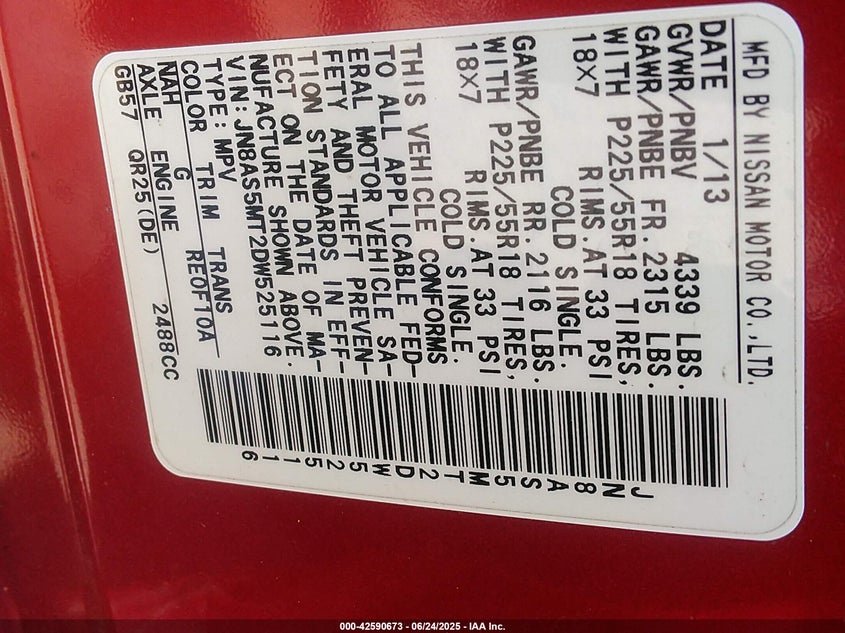 MFD BY NISSAN MOTOR CO.,LTD.
DATE 1/13
GVWR/PNBV 4339 LBS.
GAWR/PNBE FR. 2315 LBS.
WITH P225/55R18 TIRES,
18X7 RIMS. AT 33 PSI
COLD SINGLE.
GAWR/PNBE RR. 2116 LBS.
WITH P225/55R18 TIRES,
18X7 RIMS. AT 33 PSI
COLD SINGLE.
THIS VEHICLE CONFORMS
TO ALL APPLICABLE FED-
ERAL MOTOR VEHICLE SA-
FETY AND THEFT PREVEN-
TION STANDARDS IN EFF-
ECT ON THE DATE OF MA-
NUFACTURE SHOWN ABOVE.
VIN: JN8AS5MT2DW525116
TYPE: MPV
COLOR TRIM TRANS
NAH G RE0F10A
AXLE ENGINE
GB57 QR25(DE) 2488CC
JN8AS5MT2DW525116
000-42590673 - 06/24/2025 - IAA Inc.